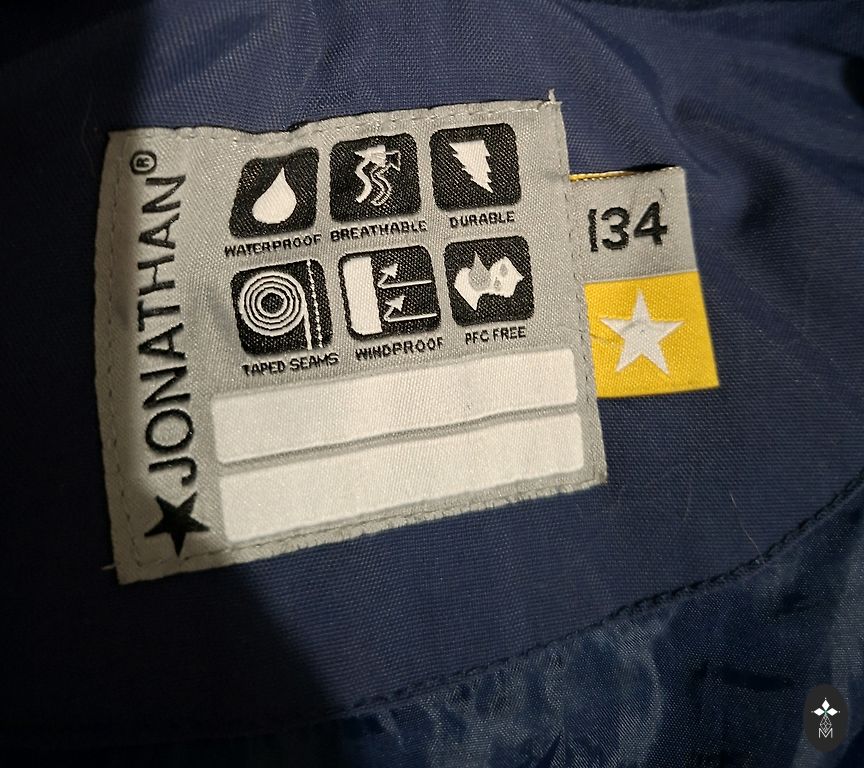 JONATHAN®
WATERPROOF BREATHABLE DURABLE
TAPED SEAMS WINDPROOF PFC FREE
134
M